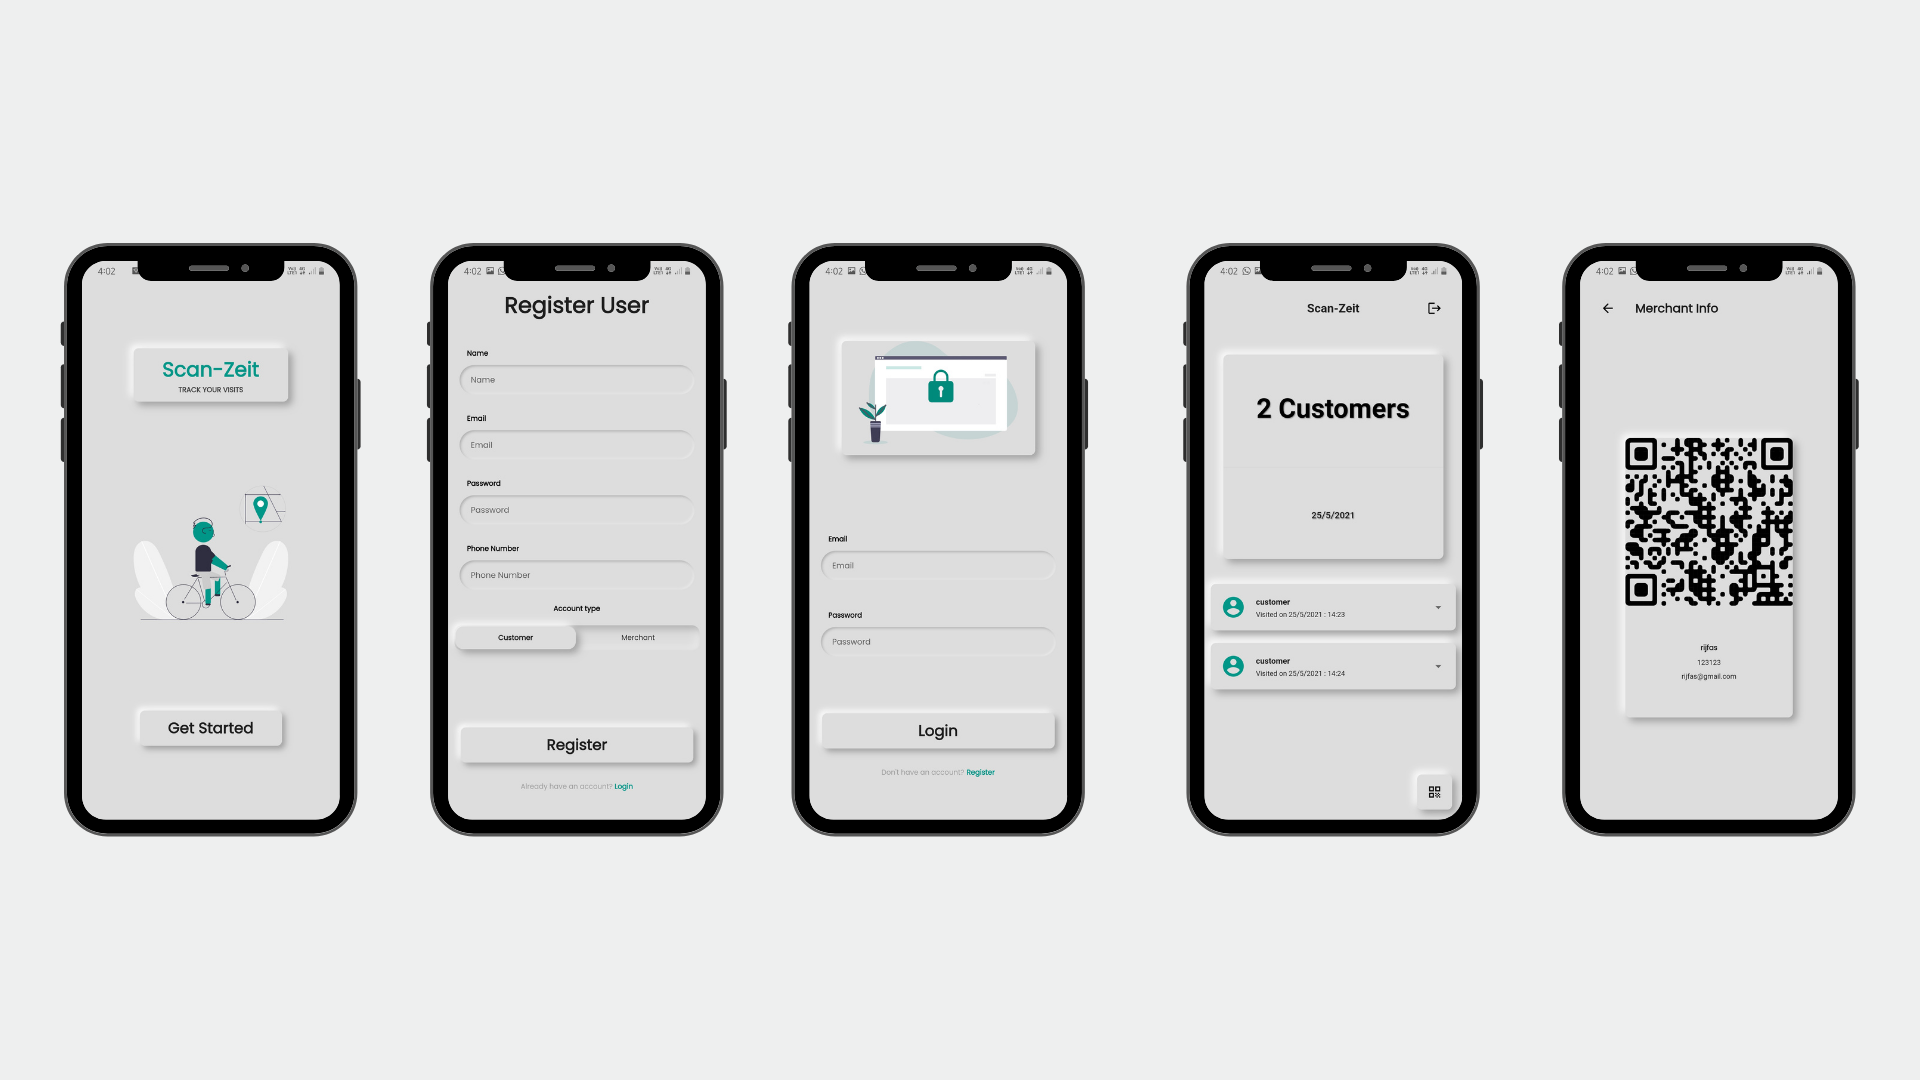 4:02
Scan-Zeit
TRACK YOUR VISITS
Get Started
4:02
Register User
Name
Name
Email
Email
Password
Password
Phone Number
Phone Number
Account type
Customer Merchant
Register
Already have an account? Login
4:02
Email
Email
Password
Password
Login
Don't have an account? Register
4:02
Scan-Zeit
2 Customers
25/5/2021
customer
Visited on 25/5/2021 : 14:23
customer
Visited on 25/5/2021 : 14:24
4:02
Merchant Info
rijfas
123123
rijfas@gmail.com